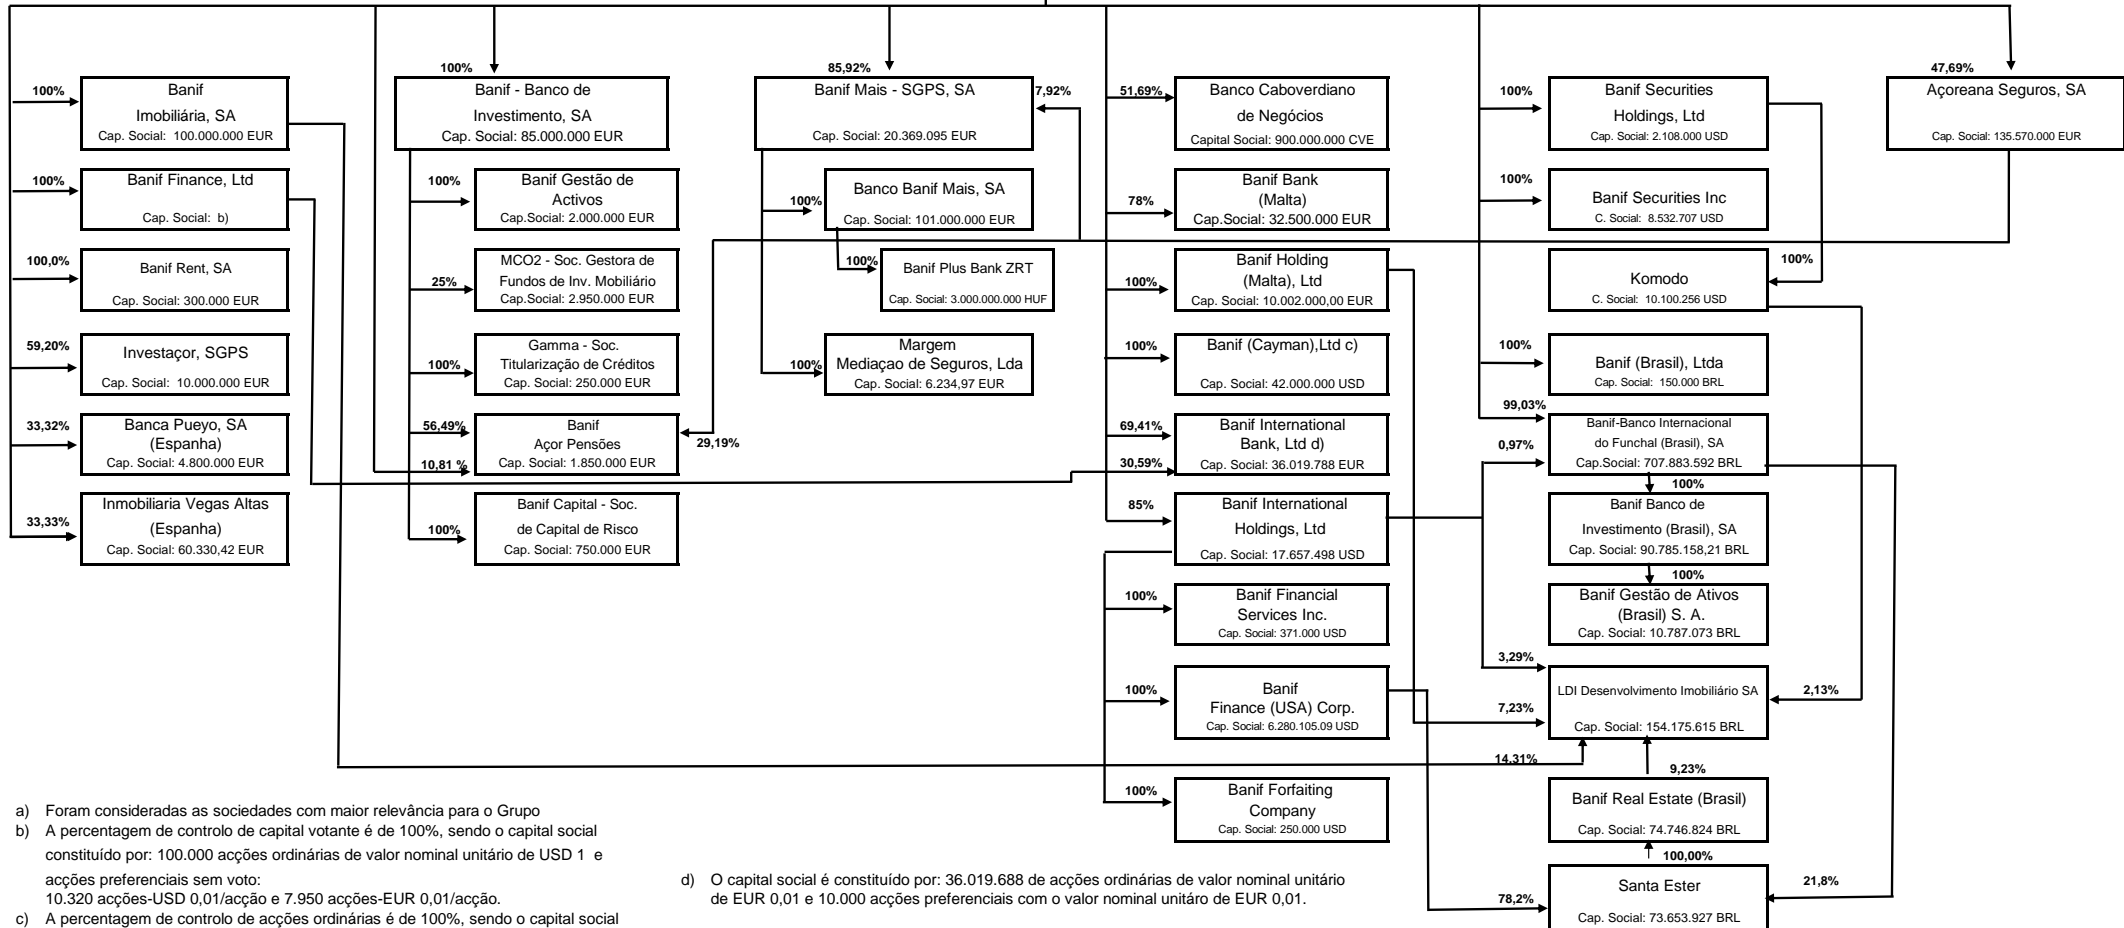 100%
Banif
Imobiliária, SA
Cap. Social: 100.000.000 EUR
100%
Banif Finance, Ltd
Cap. Social: b)
100,0%
Banif Rent, SA
Cap. Social: 300.000 EUR
59,20%
Investaçor, SGPS
Cap. Social: 10.000.000 EUR
33,32%
Banca Pueyo, SA
(Espanha)
Cap. Social: 4.800.000 EUR
33,33%
Inmobiliaria Vegas Altas
(Espanha)
Cap. Social: 60.330,42 EUR
100%
Banif - Banco de
Investimento, SA
Cap. Social: 85.000.000 EUR
100%
Banif Gestão de
Activos
Cap.Social: 2.000.000 EUR
25%
MCO2 - Soc. Gestora de
Fundos de Inv. Mobiliário
Cap.Social: 2.950.000 EUR
100%
Gamma - Soc.
Titularização de Créditos
Cap. Social: 250.000 EUR
56,49%
10,81 %
Banif
Açor Pensões
Cap. Social: 1.850.000 EUR
29,19%
100%
Banif Capital - Soc.
de Capital de Risco
Cap. Social: 750.000 EUR
85,92%
Banif Mais - SGPS, SA
Cap. Social: 20.369.095 EUR
7,92%
100%
Banco Banif Mais, SA
Cap. Social: 101.000.000 EUR
100%
Banif Plus Bank ZRT
Cap. Social: 3.000.000.000 HUF
100%
Margem
Mediaçao de Seguros, Lda
Cap. Social: 6.234,97 EUR
51,69%
Banco Caboverdiano
de Negócios
Capital Social: 900.000.000 CVE
78%
Banif Bank
(Malta)
Cap.Social: 32.500.000 EUR
100%
Banif Holding
(Malta), Ltd
Cap. Social: 10.002.000,00 EUR
100%
Banif (Cayman),Ltd c)
Cap. Social: 42.000.000 USD
69,41%
30,59%
Banif International
Bank, Ltd d)
Cap. Social: 36.019.788 EUR
85%
Banif International
Holdings, Ltd
Cap. Social: 17.657.498 USD
100%
Banif Financial
Services Inc.
Cap. Social: 371.000 USD
100%
Banif
Finance (USA) Corp.
Cap. Social: 6.280.105.09 USD
100%
Banif Forfaiting
Company
Cap. Social: 250.000 USD
100%
Banif Securities
Holdings, Ltd
Cap. Social: 2.108.000 USD
100%
Banif Securities Inc
C. Social: 8.532.707 USD
100%
Komodo
C. Social: 10.100.256 USD
100%
Banif (Brasil), Ltda
Cap. Social: 150.000 BRL
99,03%
0,97%
Banif-Banco Internacional
do Funchal (Brasil), SA
Cap.Social: 707.883.592 BRL
100%
Banif Banco de
Investimento (Brasil), SA
Cap. Social: 90.785.158,21 BRL
100%
Banif Gestão de Ativos
(Brasil) S. A.
Cap. Social: 10.787.073 BRL
3,29%
7,23%
LDI Desenvolvimento Imobiliário SA
Cap. Social: 154.175.615 BRL
2,13%
14,31%
9,23%
Banif Real Estate (Brasil)
Cap. Social: 74.746.824 BRL
100,00%
78,2%
Santa Ester
Cap. Social: 73.653.927 BRL
21,8%
47,69%
Açoreana Seguros, SA
Cap. Social: 135.570.000 EUR
a) Foram consideradas as sociedades com maior relevância para o Grupo
b) A percentagem de controlo de capital votante é de 100%, sendo o capital social
constituído por: 100.000 acções ordinárias de valor nominal unitário de USD 1 e
acções preferenciais sem voto:
10.320 acções-USD 0,01/acção e 7.950 acções-EUR 0,01/acção.
c) A percentagem de controlo de acções ordinárias é de 100%, sendo o capital social
d) O capital social é constituído por: 36.019.688 de acções ordinárias de valor nominal unitário
de EUR 0,01 e 10.000 acções preferenciais com o valor nominal unitáro de EUR 0,01.